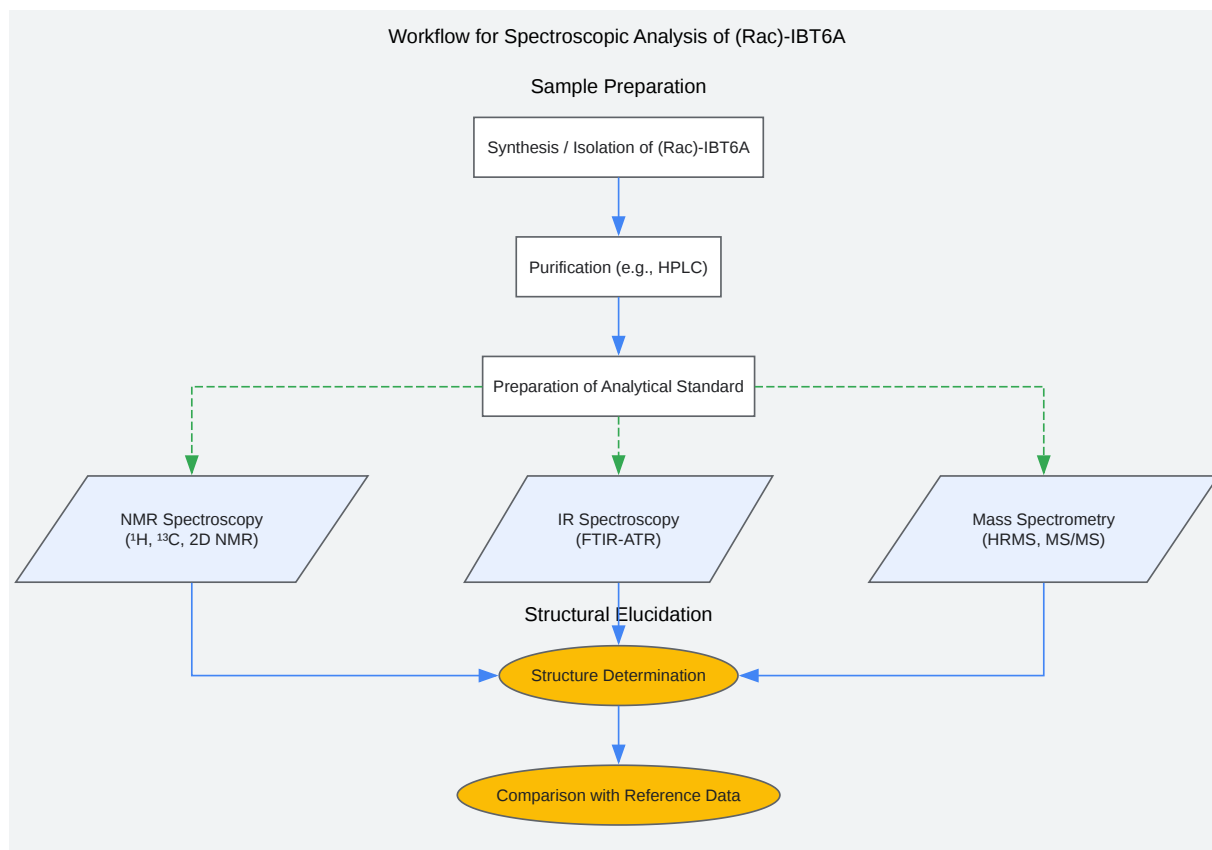 Workflow for Spectroscopic Analysis of (Rac)-IBT6A
Sample Preparation
Synthesis / Isolation of (Rac)-IBT6A
Purification (e.g., HPLC)
Preparation of Analytical Standard
NMR Spectroscopy
(¹H, ¹³C, 2D NMR)
IR Spectroscopy
(FTIR-ATR)
Mass Spectrometry
(HRMS, MS/MS)
Structural Elucidation
Structure Determination
Comparison with Reference Data